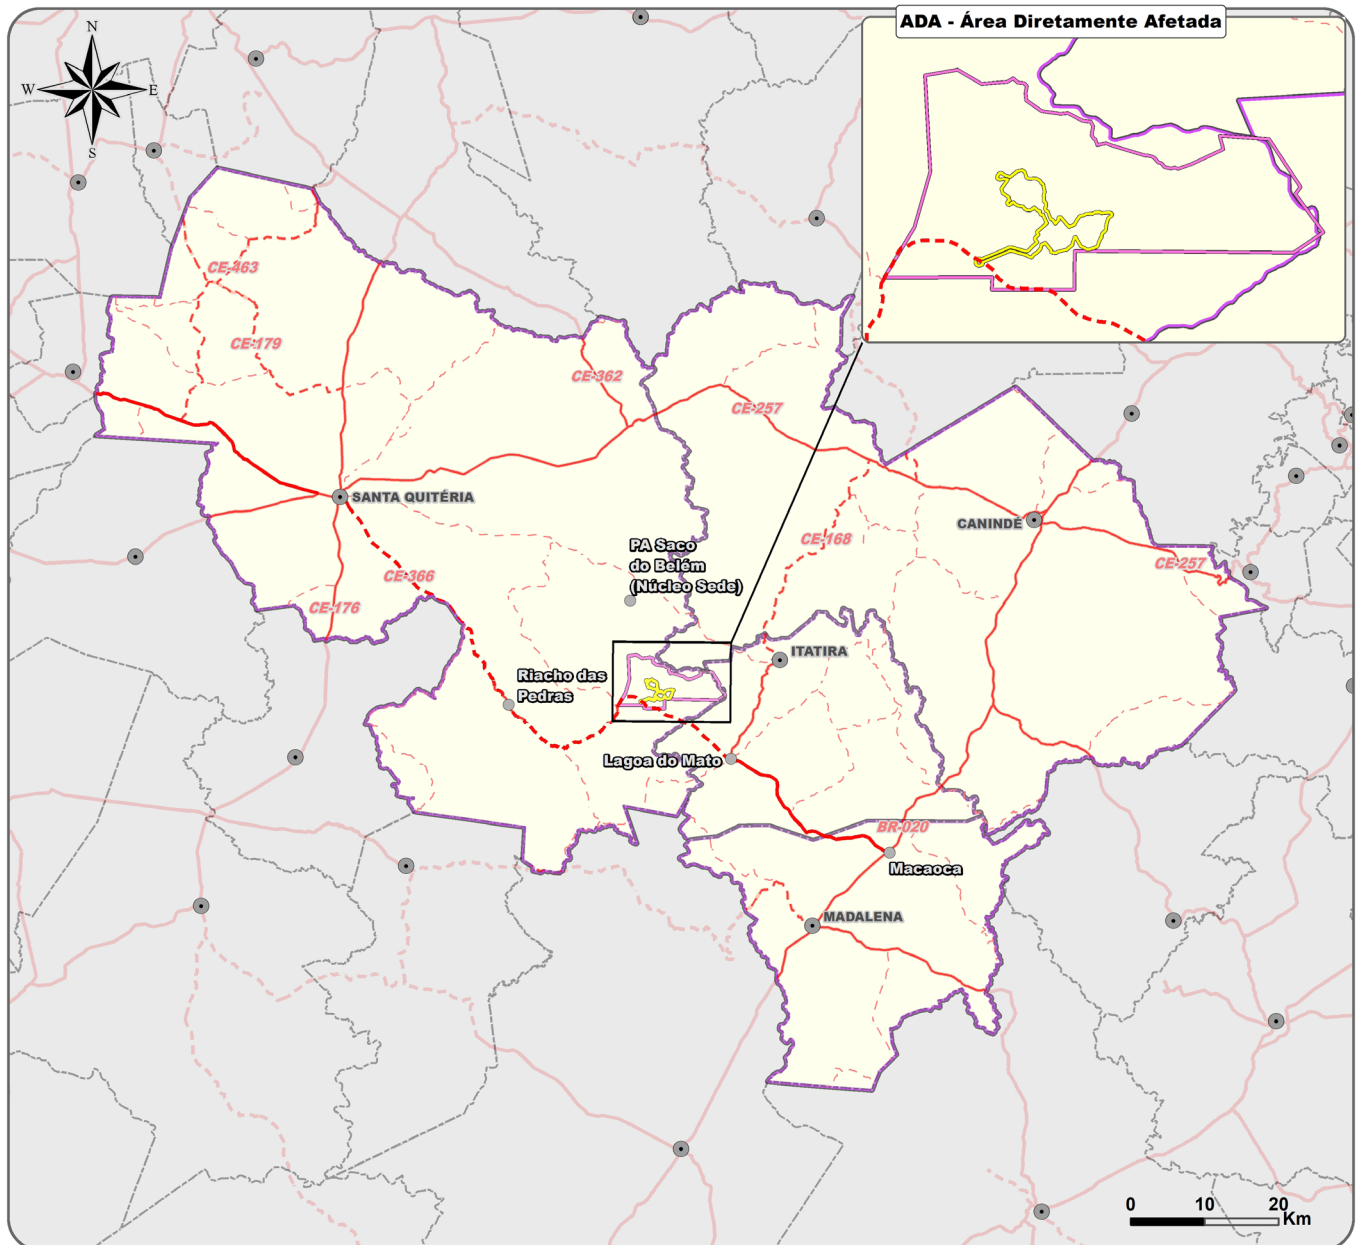 ADA - Área Diretamente Afetada
N
W
E
S
CE-463
CE-179
CE-362
CE-257
SANTA QUITÉRIA
CANINDÉ
PA Saco
do Belém
(Núcleo Sede)
CE-168
CE-257
CE-366
CE-176
ITATIRA
Riacho das
Pedras
Lagoa do Mato
BR-020
Macaoca
MADALENA
0 10 20
Km